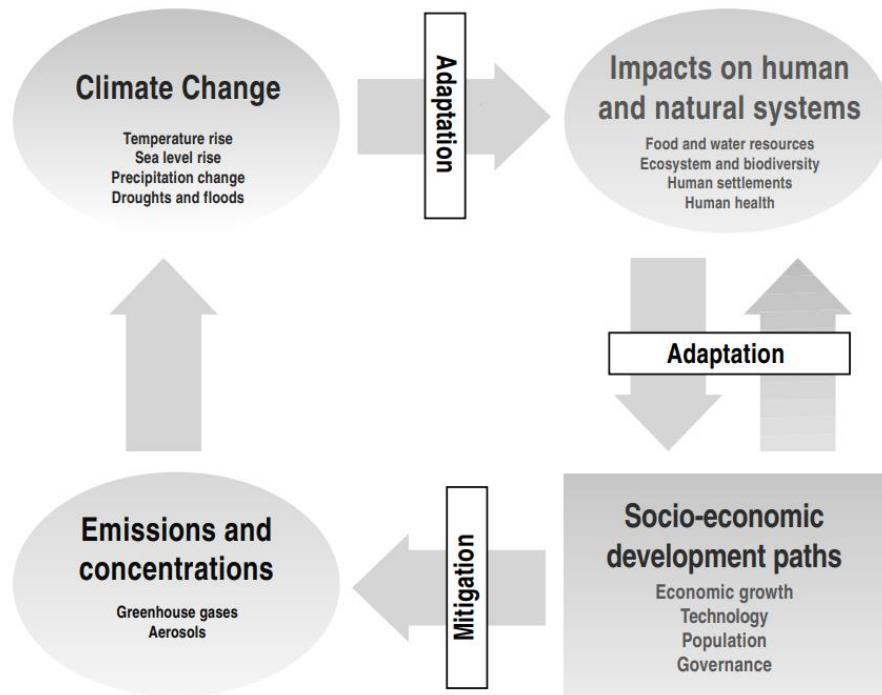 Climate Change
Temperature rise
Sea level rise
Precipitation change
Droughts and floods
Adaptation
Impacts on human
and natural systems
Food and water resources
Ecosystem and biodiversity
Human settlements
Human health
Adaptation
Emissions and
concentrations
Greenhouse gases
Aerosols
Mitigation
Socio-economic
development paths
Economic growth
Technology
Population
Governance